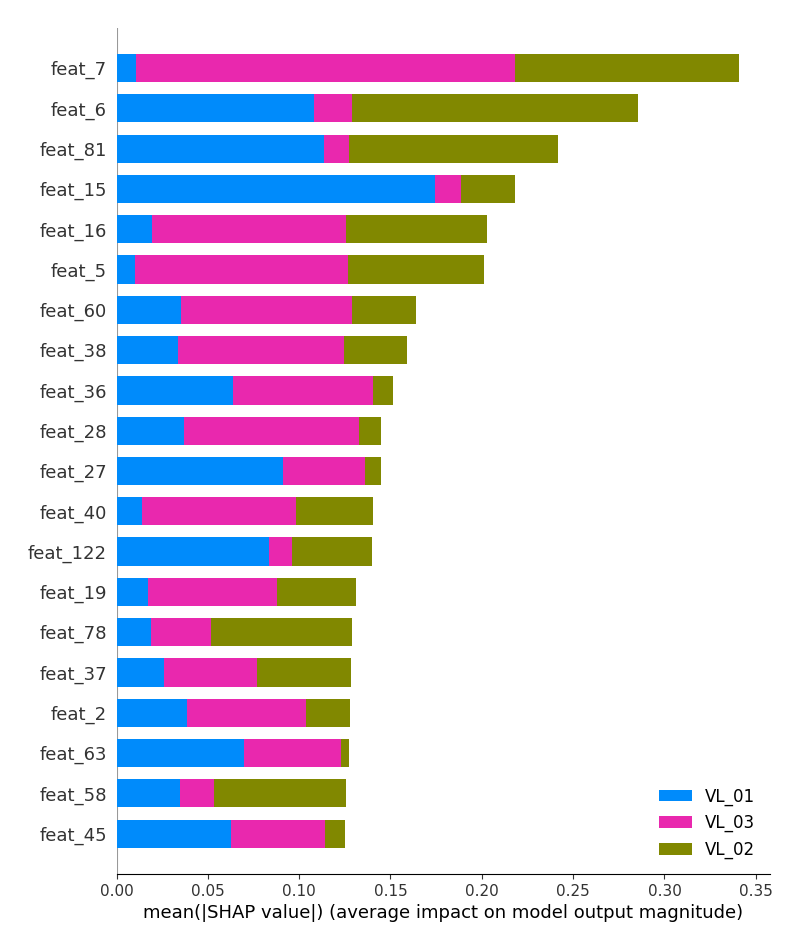 feat_7
feat_6
feat_81
feat_15
feat_16
feat_5
feat_60
feat_38
feat_36
feat_28
feat_27
feat_40
feat_122
feat_19
feat_78
feat_37
feat_2
feat_63
feat_58
feat_45
VL_01
VL_03
VL_02
0.00 0.05 0.10 0.15 0.20 0.25 0.30 0.35
mean(|SHAP value|) (average impact on model output magnitude)